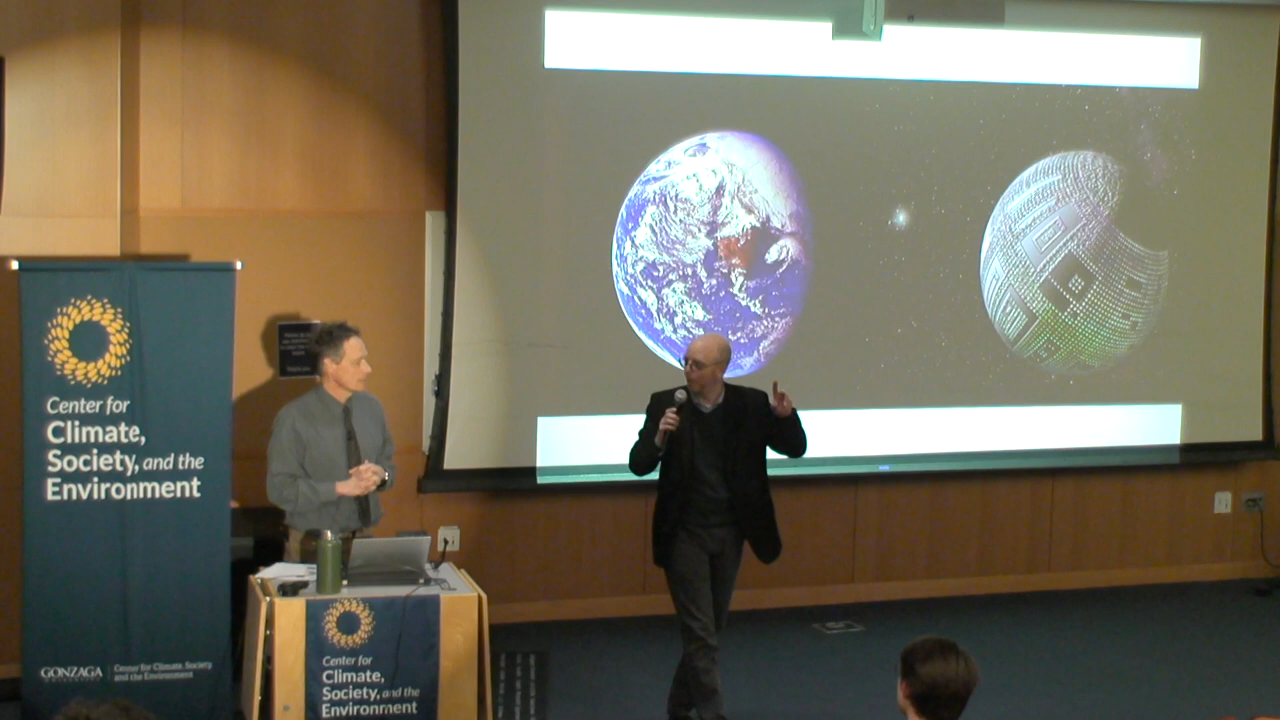 Center for
Climate,
Society, and the
Environment
GONZAGA
Center for Climate, Society
and the Environment
Center for
Climate,
Society, and the
Environment